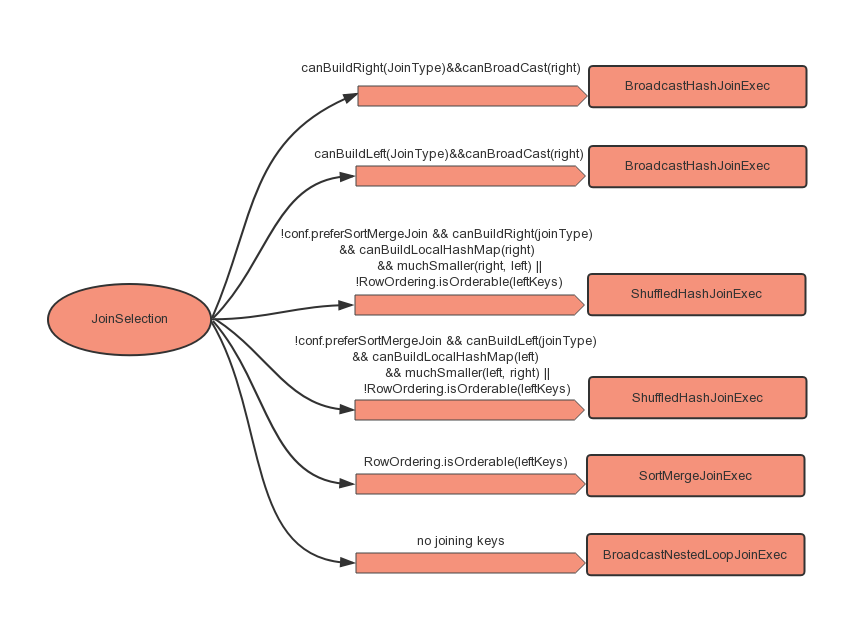 canBuildRight(JoinType)&&canBroadCast(right)
BroadcastHashJoinExec
canBuildLeft(JoinType)&&canBroadCast(right)
BroadcastHashJoinExec
!conf.preferSortMergeJoin && canBuildRight(joinType)
&& canBuildLocalHashMap(right)
&& muchSmaller(right, left) ||
!RowOrdering.isOrderable(leftKeys)
ShuffledHashJoinExec
JoinSelection
!conf.preferSortMergeJoin && canBuildLeft(joinType)
&& canBuildLocalHashMap(left)
&& muchSmaller(left, right) ||
!RowOrdering.isOrderable(leftKeys)
ShuffledHashJoinExec
RowOrdering.isOrderable(leftKeys)
SortMergeJoinExec
no joining keys
BroadcastNestedLoopJoinExec